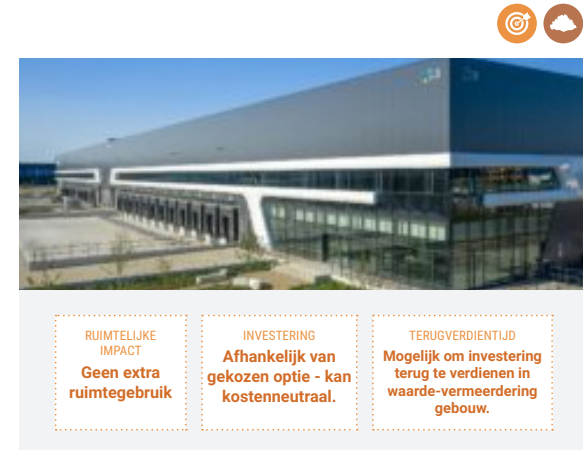 RUIMTELIJKE
IMPACT
Geen extra
ruimtegebruik
INVESTERING
Afhankelijk van
gekozen optie - kan
kostenneutraal.
TERUGVERDIENTIJD
Mogelijk om investering
terug te verdienen in
waarde-vermeerdering
gebouw.